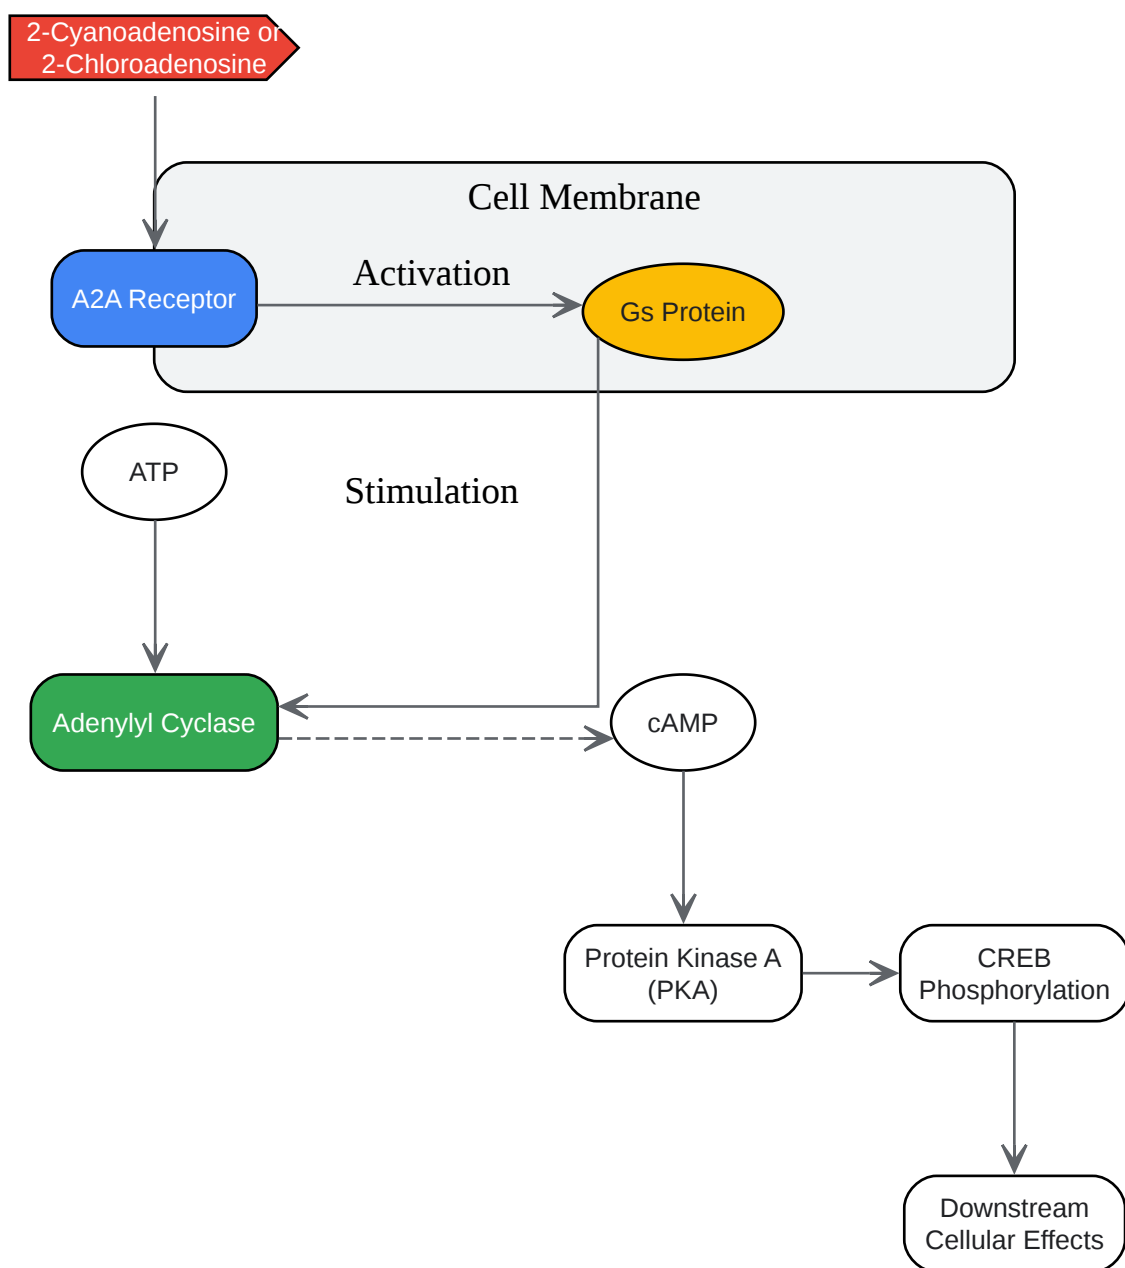 2-Cyanoadenosine or
2-Chloroadenosine
Cell Membrane
Activation
A2A Receptor
Gs Protein
ATP
Stimulation
Adenylyl Cyclase
cAMP
Protein Kinase A
(PKA)
CREB
Phosphorylation
Downstream
Cellular Effects